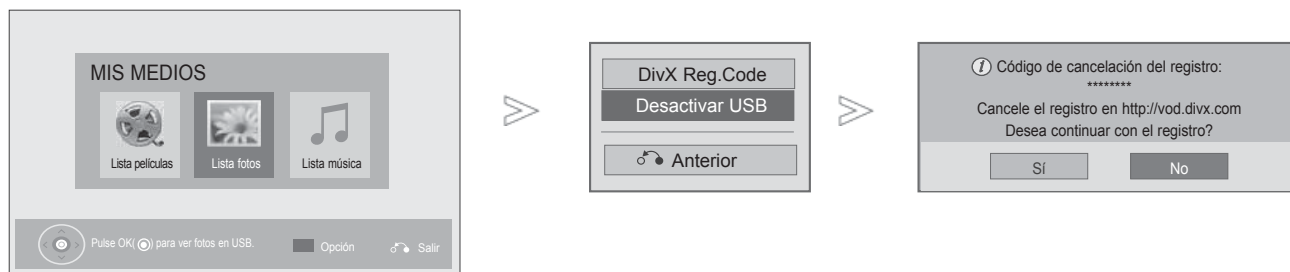 MIS MEDIOS
Lista películas
Lista fotos
Lista música
Pulse OK( ) para ver fotos en USB.
Opción
Salir
DivX Reg.Code
Desactivar USB
Anterior
Código de cancelación del registro:
********
Cancele el registro en http://vod.divx.com
Desea continuar con el registro?
Sí
No